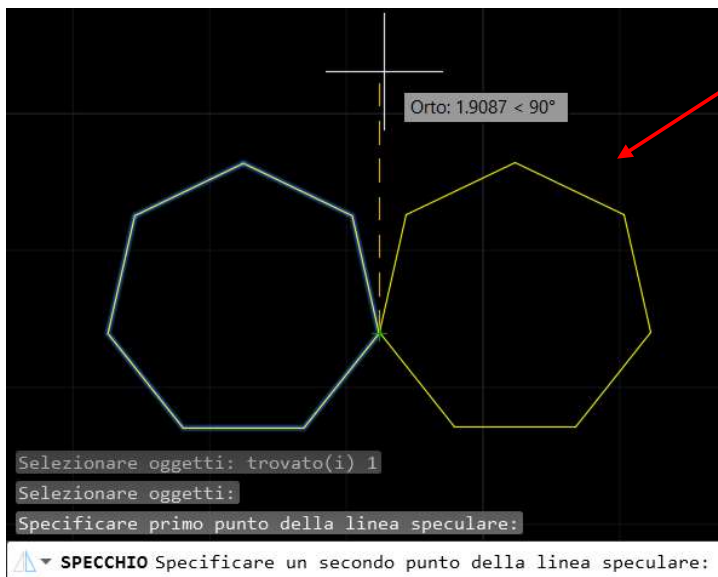 Orto: 1.9087 < 90°
Selezionare oggetti: trovato(i) 1
Selezionare oggetti:
Specificare primo punto della linea speculare:
SPECCHIO Specificare un secondo punto della linea speculare: